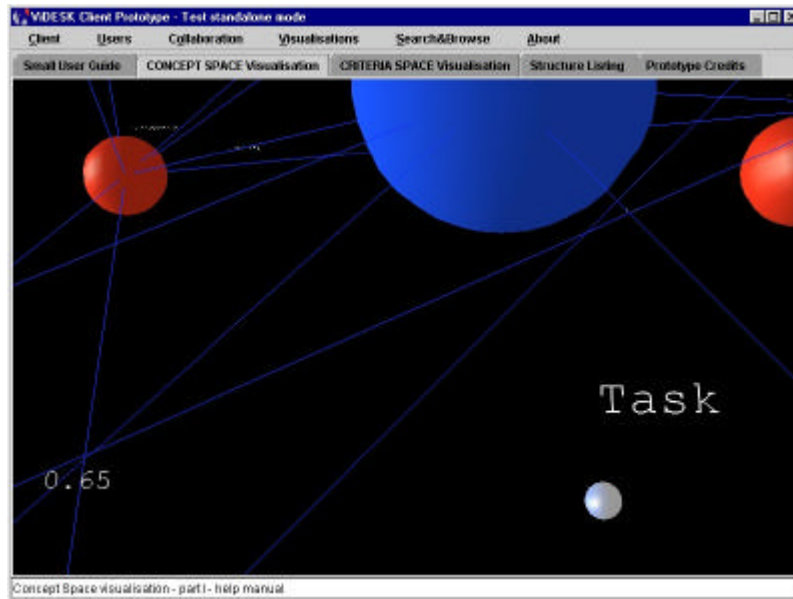 ViDESK Client Prototype - Test standalone mode
Client Users Collaboration Visualisations Search&Browse About
Small User Guide CONCEPT SPACE Visualisation CRITERIA SPACE Visualisation Structure Listing Prototype Credits
Task
0.65
Concept Space visualisation - part I - help manual